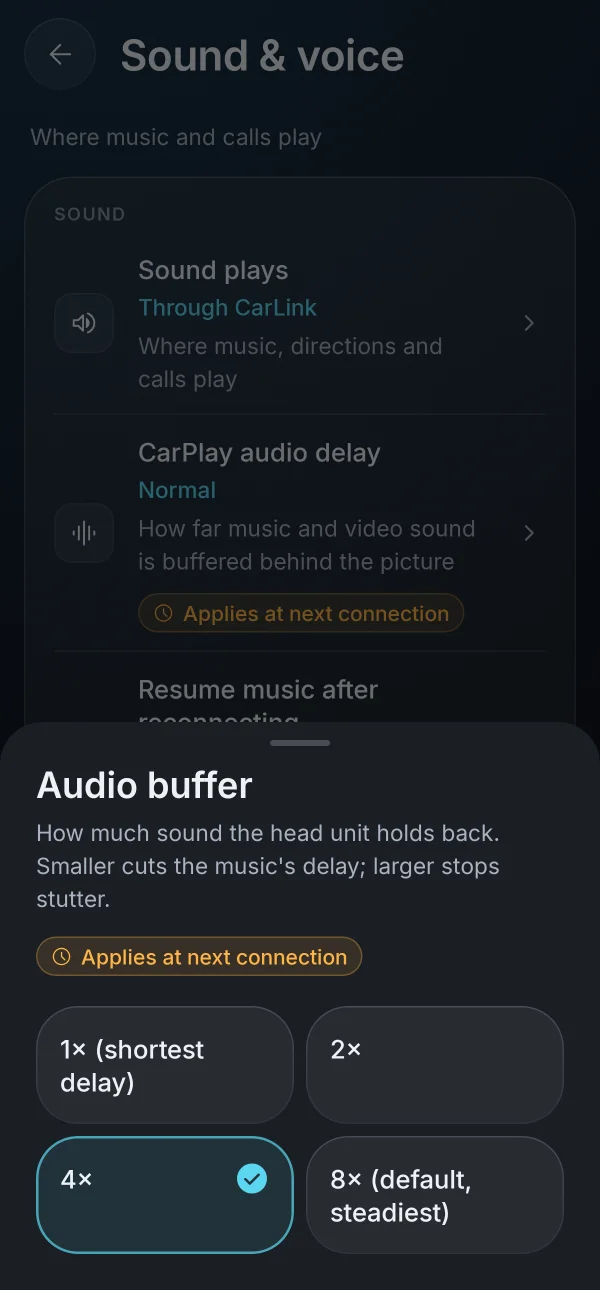 Sound & voice
Where music and calls play
SOUND
Sound plays
Through CarLink
Where music, directions and
calls play
CarPlay audio delay
Normal
How far music and video sound
is buffered behind the picture
Applies at next connection
Resume music after
reconnecting
Audio buffer
How much sound the head unit holds back.
Smaller cuts the music's delay; larger stops
stutter.
Applies at next connection
1× (shortest
delay)
2×
4×
8× (default,
steadiest)